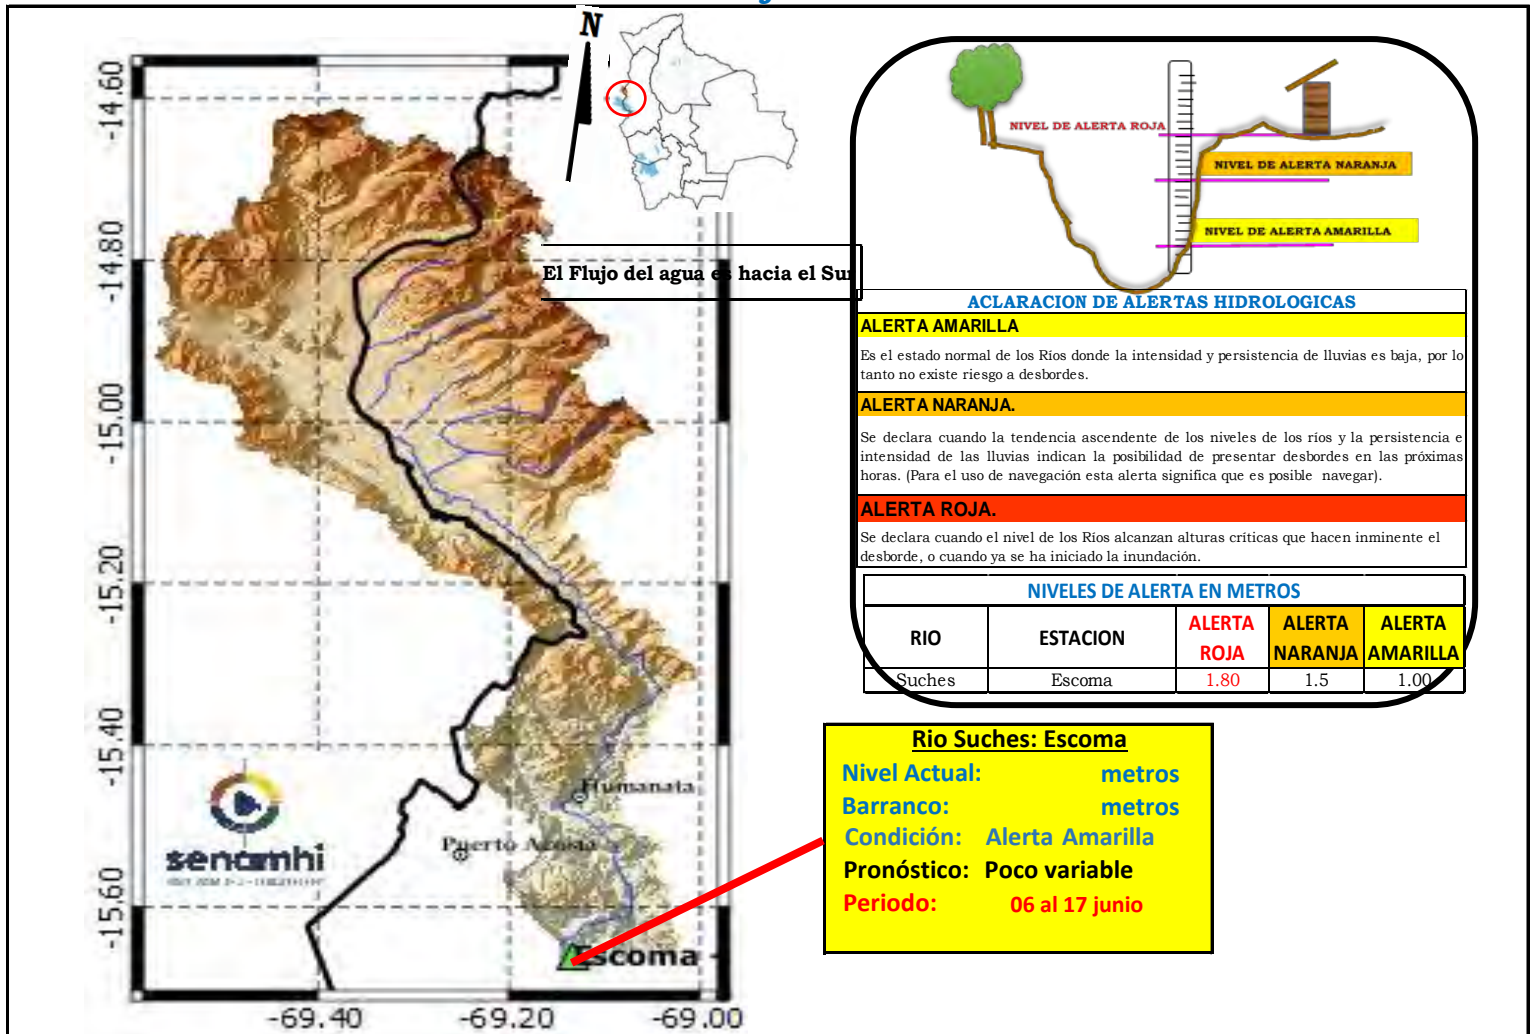 N
-14.60
-14.80
-15.00
-15.20
-15.40
-15.60
-69.40
-69.20
-69.00
El Flujo del agua es hacia el Sur
Humanata
Puerto Acosta
Escoma
senamhi
NIVEL DE ALERTA ROJA
NIVEL DE ALERTA NARANJA
NIVEL DE ALERTA AMARILLA
ACLARACION DE ALERTAS HIDROLOGICAS
ALERTA AMARILLA
Es el estado normal de los Ríos donde la intensidad y persistencia de lluvias es baja, por lo
tanto no existe riesgo a desbordes.
ALERTA NARANJA.
Se declara cuando la tendencia ascendente de los niveles de los ríos y la persistencia e
intensidad de las lluvias indican la posibilidad de presentar desbordes en las próximas
horas. (Para el uso de navegación esta alerta significa que es posible navegar).
ALERTA ROJA.
Se declara cuando el nivel de los Ríos alcanzan alturas críticas que hacen inminente el
desborde, o cuando ya se ha iniciado la inundación.
NIVELES DE ALERTA EN METROS
RIO ESTACION ALERTA ROJA ALERTA NARANJA ALERTA AMARILLA
Suches Escoma 1.80 1.5 1.00
Rio Suches: Escoma
Nivel Actual: metros
Barranco: metros
Condición: Alerta Amarilla
Pronóstico: Poco variable
Periodo: 06 al 17 junio